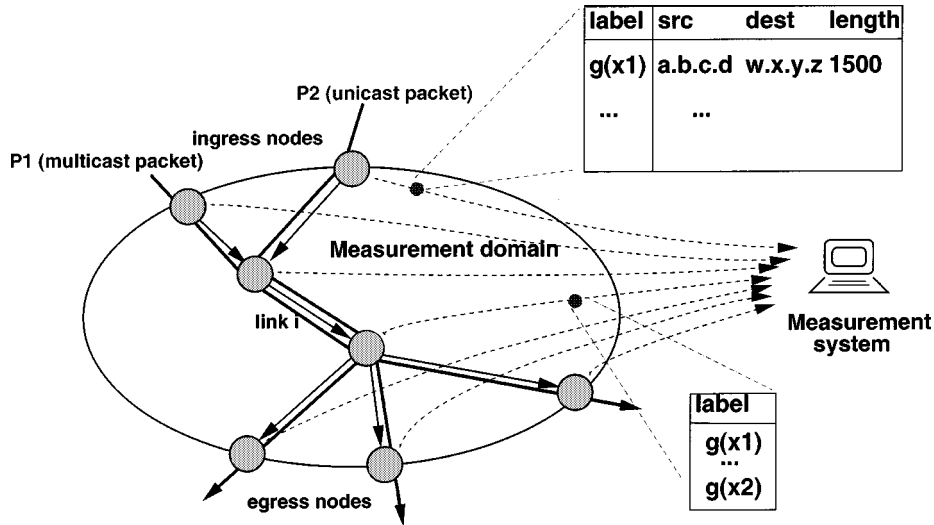 label src dest length
g(x1) a.b.c.d w.x.y.z 1500
... ...
P2 (unicast packet)
ingress nodes
P1 (multicast packet)
Measurement domain
link i
Measurement
system
label
g(x1)
...
g(x2)
egress nodes